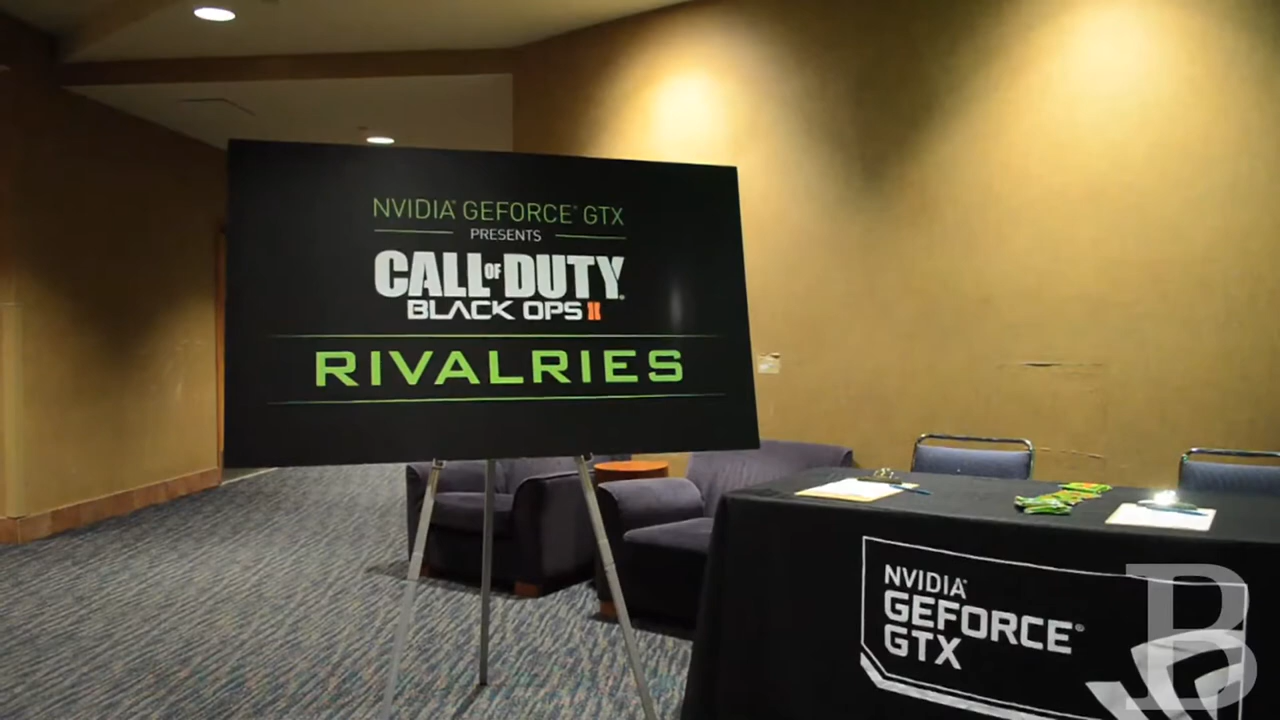 NVIDIA® GEFORCE® GTX
PRESENTS
CALL OF DUTY®
BLACK OPS II
RIVALRIES
NVIDIA®
GEFORCE®
GTX
B